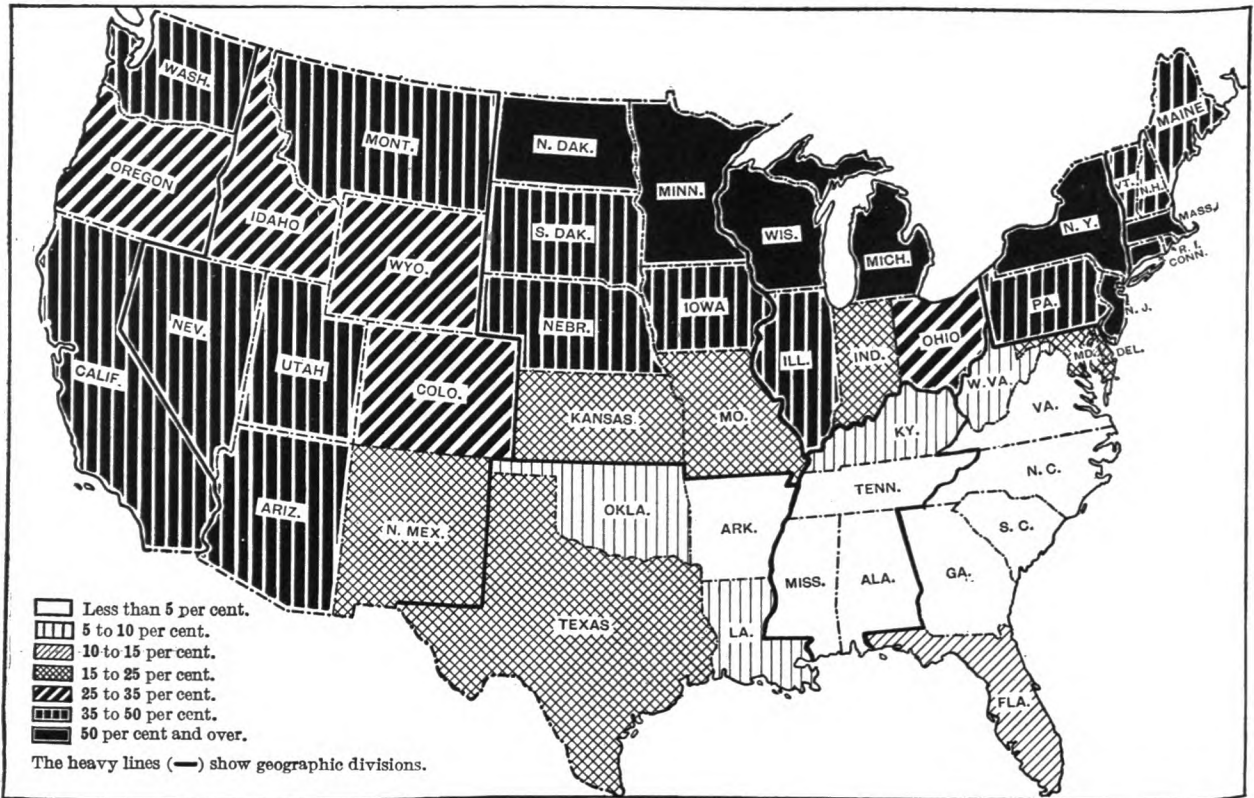 WASH.
MONT.
N. DAK.
MINN.
MAINE
VT.
N.H.
OREGON
IDAHO
S. DAK.
WIS.
MICH.
N. Y.
MASS.
R. I.
CONN.
WYO.
IOWA
PA.
N. J.
NEBR.
NEV.
UTAH
ILL.
IND.
OHIO
MD.
DEL.
CALIF.
COLO.
KANSAS
MO.
W. VA.
VA.
KY.
N. C.
TENN.
ARIZ.
N. MEX.
OKLA.
ARK.
S. C.
MISS.
ALA.
GA.
TEXAS
LA.
FLA.
Less than 5 per cent.
5 to 10 per cent.
10 to 15 per cent.
15 to 25 per cent.
25 to 35 per cent.
35 to 50 per cent.
50 per cent and over.
The heavy lines (━) show geographic divisions.